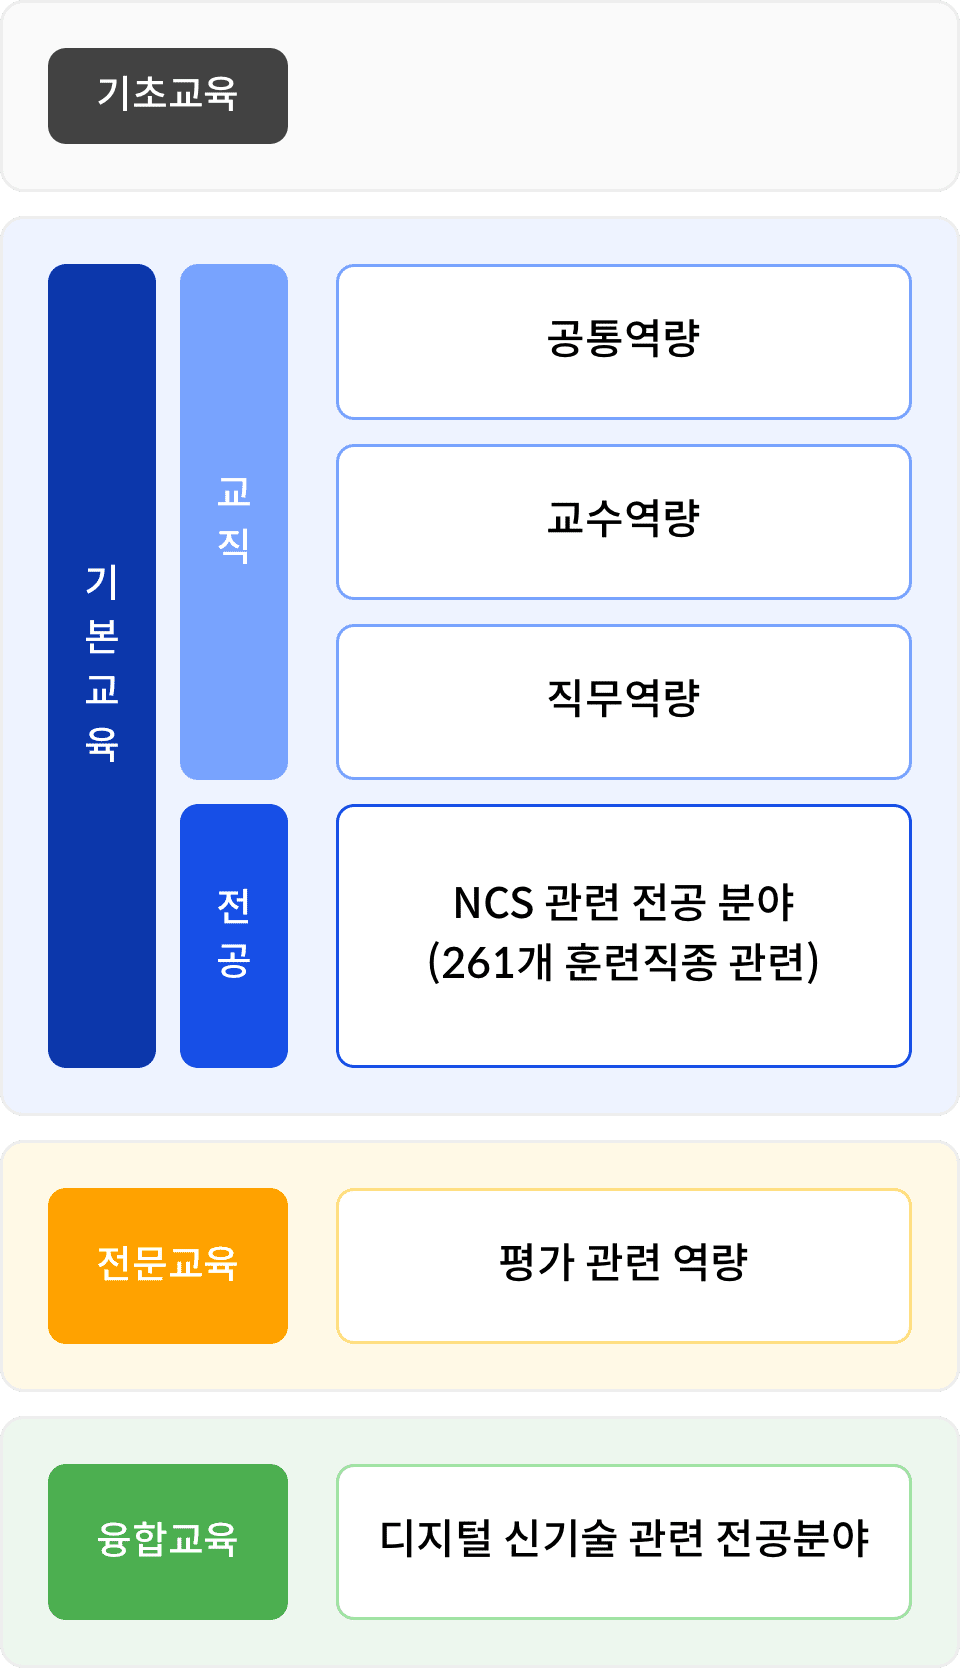 기초교육
기본교육
교직
공통역량
교수역량
직무역량
전공
NCS 관련 전공 분야
(261개 훈련직종 관련)
전문교육
평가 관련 역량
융합교육
디지털 신기술 관련 전공분야